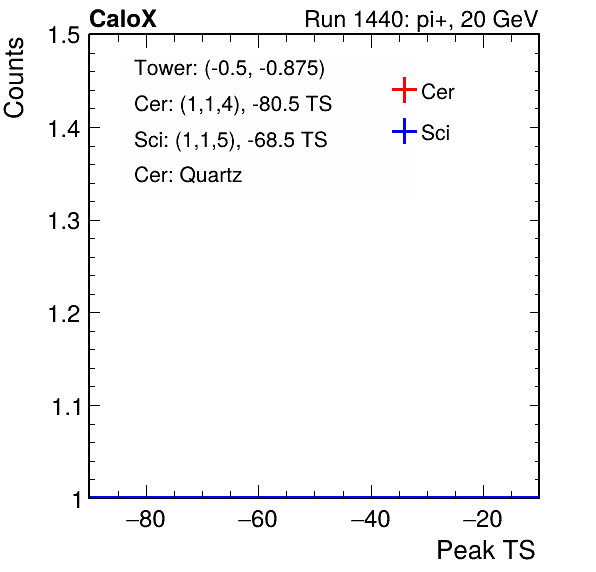 CaloX Run 1440: pi+, 20 GeV
Counts
1.5
Tower: (-0.5, -0.875)
Cer: (1,1,4), -80.5 TS
Sci: (1,1,5), -68.5 TS
Cer: Quartz
Cer
Sci
1.4
1.3
1.2
1.1
1
−80 −60 −40 −20
Peak TS